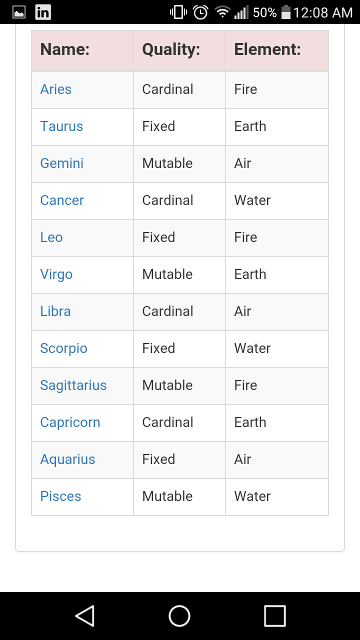 50% 12:08 AM
Name: Quality: Element:
Aries Cardinal Fire
Taurus Fixed Earth
Gemini Mutable Air
Cancer Cardinal Water
Leo Fixed Fire
Virgo Mutable Earth
Libra Cardinal Air
Scorpio Fixed Water
Sagittarius Mutable Fire
Capricorn Cardinal Earth
Aquarius Fixed Air
Pisces Mutable Water